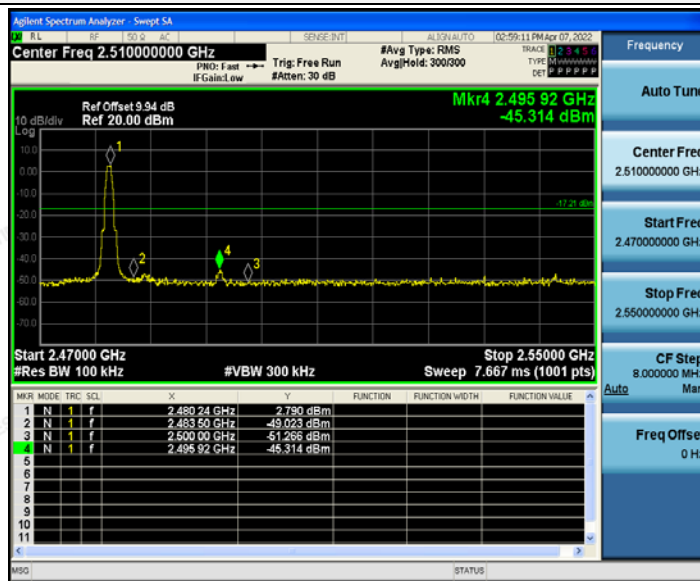 Agilent Spectrum Analyzer - Swept SA
RL RF 50 Ω AC SENSE:INT ALIGN AUTO 02:59:11 PM Apr 07, 2022
Center Freq 2.510000000 GHz
PNO: Fast
IFGain:Low
Trig: Free Run
#Atten: 30 dB
#Avg Type: RMS
Avg|Hold: 300/300
TRACE 1 2 3 4 5 6
TYPE M WWWWW
DET P P P P P P
Ref Offset 9.94 dB
Ref 20.00 dBm
10 dB/div
Log
Mkr4 2.495 92 GHz
-45.314 dBm
10.0
0.00
-10.0
-20.0
-30.0
-40.0
-50.0
-60.0
-70.0
1
2
3
4
-17.21 dBm
Start 2.47000 GHz
Stop 2.55000 GHz
#Res BW 100 kHz
#VBW 300 kHz
Sweep 7.667 ms (1001 pts)
MKR MODE TRC SCL X Y FUNCTION FUNCTION WIDTH FUNCTION VALUE
1 N 1 f 2.480 24 GHz 2.790 dBm
2 N 1 f 2.483 50 GHz -49.023 dBm
3 N 1 f 2.500 00 GHz -51.266 dBm
4 N 1 f 2.495 92 GHz -45.314 dBm
5
6
7
8
9
10
11
MSG
STATUS
Frequency
Auto Tune
Center Freq
2.510000000 GHz
Start Freq
2.470000000 GHz
Stop Freq
2.550000000 GHz
CF Step
8.000000 MHz
Auto Man
Freq Offset
0 Hz